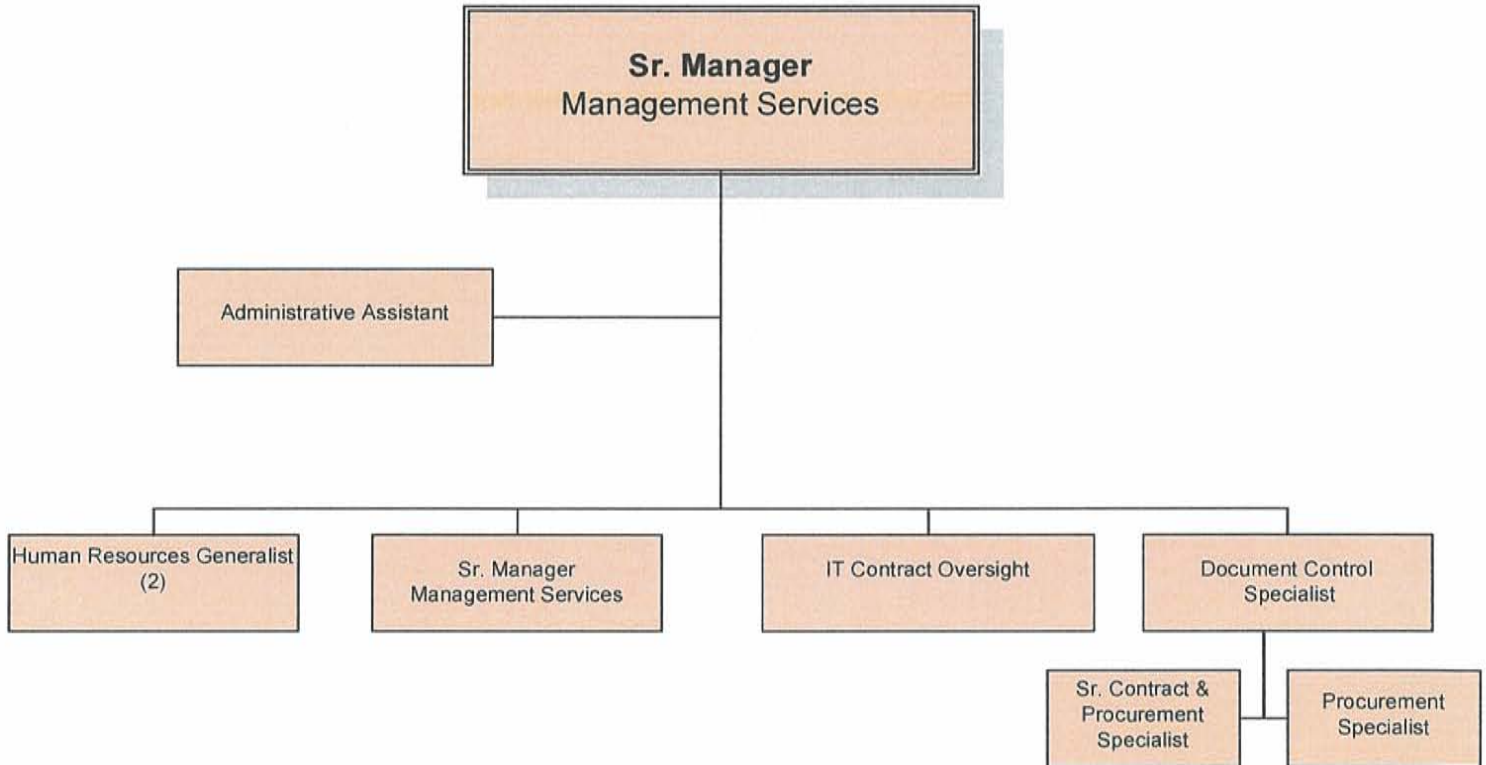 Sr. Manager
Management Services
Administrative Assistant
Human Resources Generalist
(2)
Sr. Manager
Management Services
IT Contract Oversight
Document Control
Specialist
Sr. Contract &
Procurement
Specialist
Procurement
Specialist